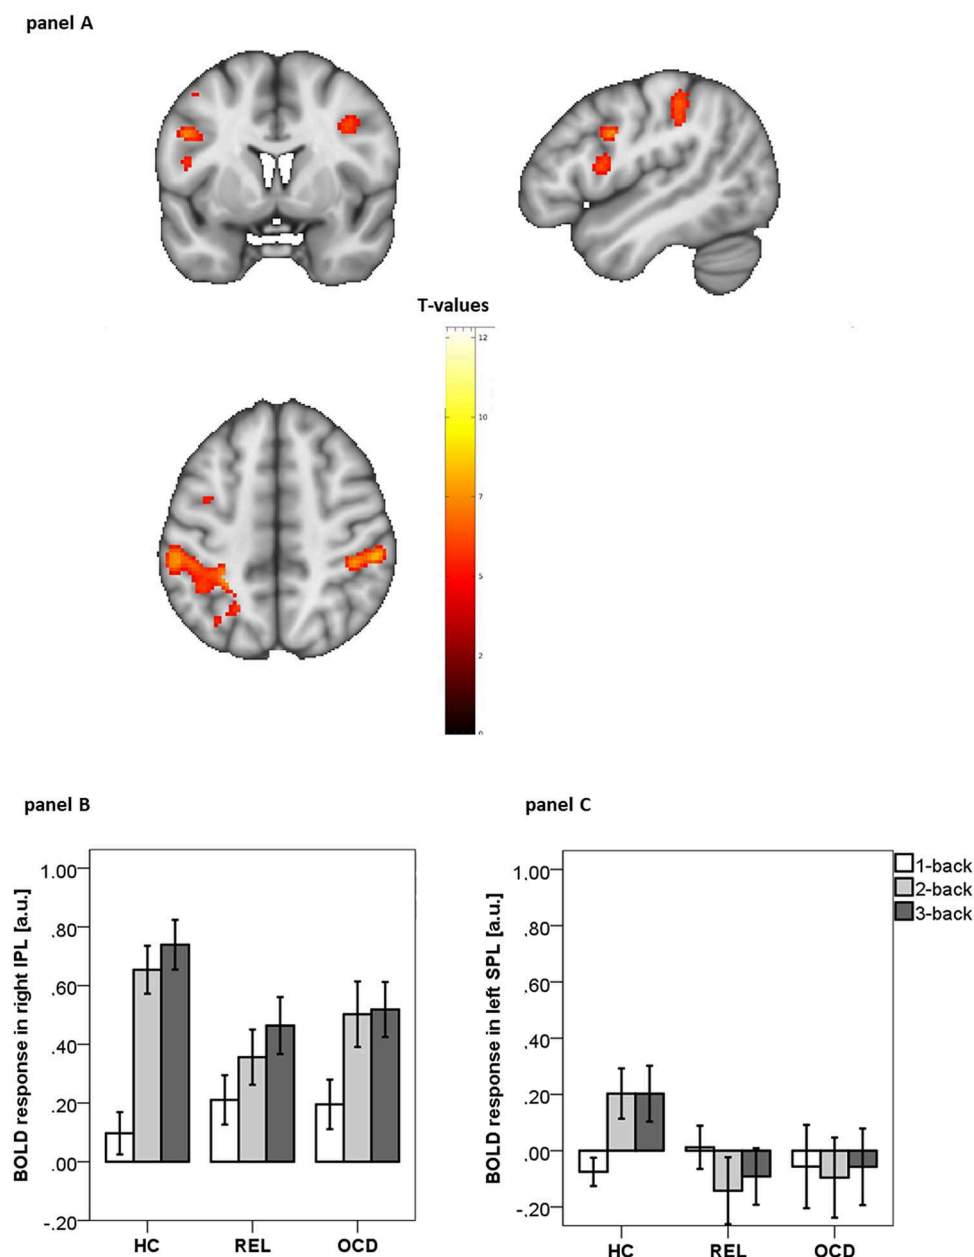 panel A
T-values
12
10
7
5
2
0
panel B
panel C
BOLD response in right IPL [a.u.]
1.00
.80
.60
.40
.20
.00
-.20
HC
REL
OCD
BOLD response in left SPL [a.u.]
1.00
.80
.60
.40
.20
.00
-.20
HC
REL
OCD
1-back
2-back
3-back